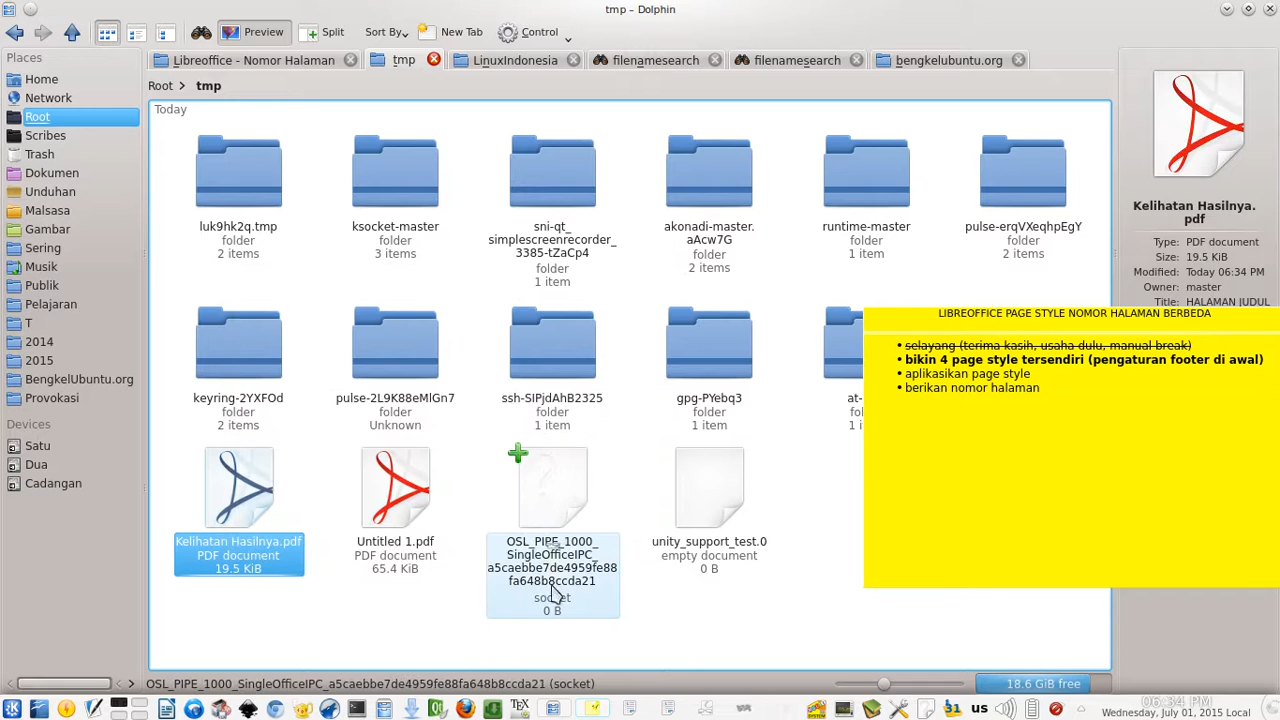 tmp – Dolphin
Preview
Split
Sort By
New Tab
Control
Places
Home
Network
Root
Scribes
Trash
Dokumen
Unduhan
Malsasa
Gambar
Sering
Musik
Publik
Pelajaran
T
2014
2015
BengkelUbuntu.org
Provokasi
Devices
Satu
Dua
Cadangan
Libreoffice - Nomor Halaman
tmp
LinuxIndonesia
filenamesearch
filenamesearch
bengkelubuntu.org
Root > tmp
Today
luk9hk2q.tmp
folder
2 items
ksocket-master
folder
3 items
sni-qt_
simplescreenrecorder_
3385-tZaCp4
folder
1 item
akonadi-master.
aAcw7G
folder
2 items
runtime-master
folder
1 item
pulse-erqVXeqhpEgY
folder
2 items
keyring-2YXFOd
folder
2 items
pulse-2L9K88eMlGn7
folder
Unknown
ssh-SIPjdAhB2325
folder
1 item
gpg-PYebq3
folder
1 item
at-
Kelihatan Hasilnya.pdf
PDF document
19.5 KiB
Untitled 1.pdf
PDF document
65.4 KiB
OSL_PIPE_1000_
SingleOfficeIPC_
a5caebbe7de4959fe88
fa648b8ccda21
socket
0 B
unity_support_test.0
empty document
0 B
Kelihatan Hasilnya.
pdf
Type: PDF document
Size: 19.5 KiB
Modified: Today 06:34 PM
Owner: master
Title: HALAMAN JUDUL
LIBREOFFICE PAGE STYLE NOMOR HALAMAN BERBEDA
• selayang (terima kasih, usaha dulu, manual break)
• bikin 4 page style tersendiri (pengaturan footer di awal)
• aplikasikan page style
• berikan nomor halaman
OSL_PIPE_1000_SingleOfficeIPC_a5caebbe7de4959fe88fa648b8ccda21 (socket)
18.6 GiB free
us
06:34 PM
Wednesday, July 01, 2015 Local